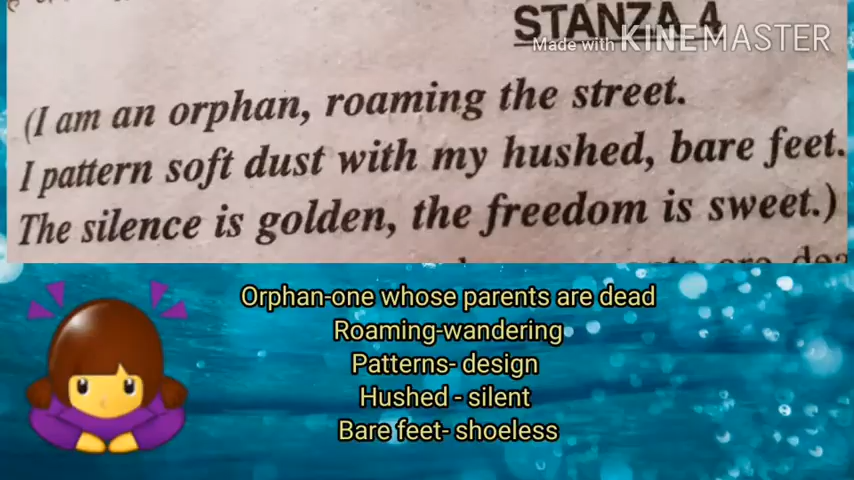 STANZA 4
Made with KINEMASTER
(I am an orphan, roaming the street.
I pattern soft dust with my hushed, bare feet.
The silence is golden, the freedom is sweet.)
Orphan-one whose parents are dead
Roaming-wandering
Patterns- design
Hushed - silent
Bare feet- shoeless